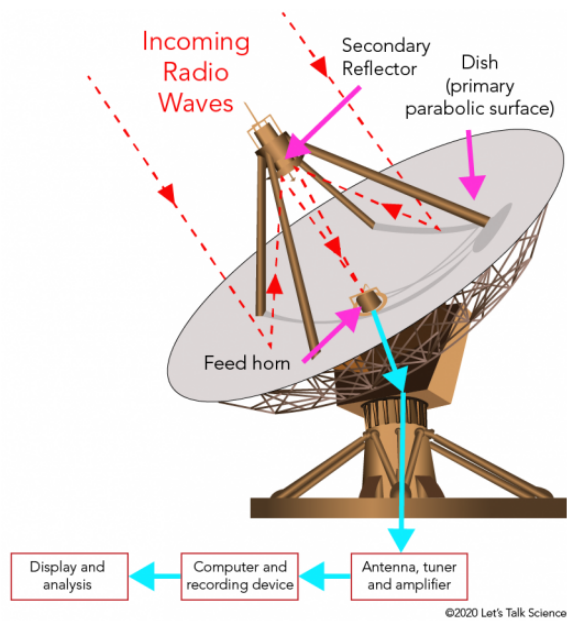 Incoming
Radio
Waves
Secondary
Reflector
Dish
(primary
parabolic surface)
Feed horn
Display and
analysis
Computer and
recording device
Antenna, tuner
and amplifier
©2020 Let's Talk Science